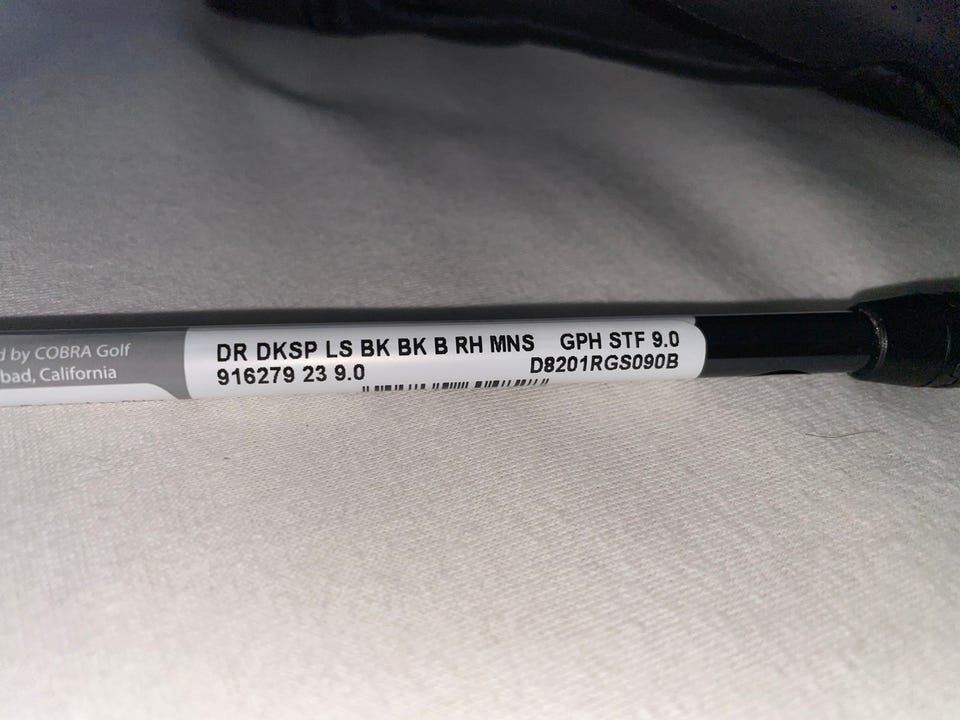 d by COBRA Golf
bad, California
DR DKSP LS BK BK B RH MNS GPH STF 9.0
916279 23 9.0 D8201RGS090B